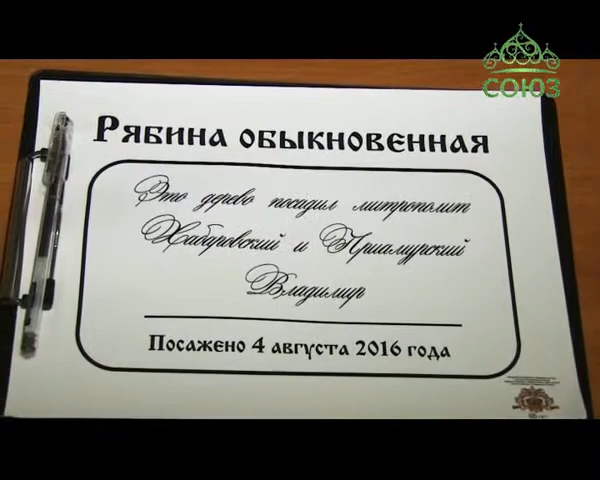 СОЮЗ
Рябина обыкновенная
Это дерево посадил митрополит
Хабаровский и Приамурский
Владимир
Посажено 4 августа 2016 года